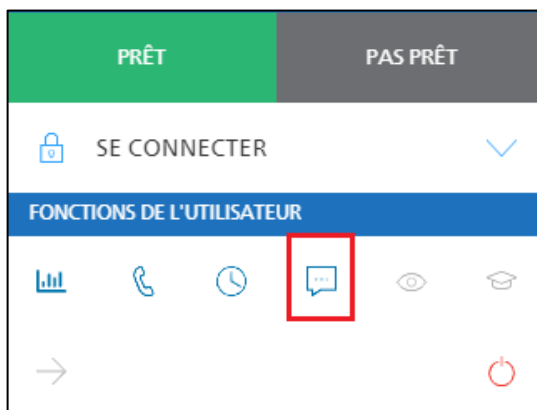 PRÊT
PAS PRÊT
SE CONNECTER
FONCTIONS DE L'UTILISATEUR